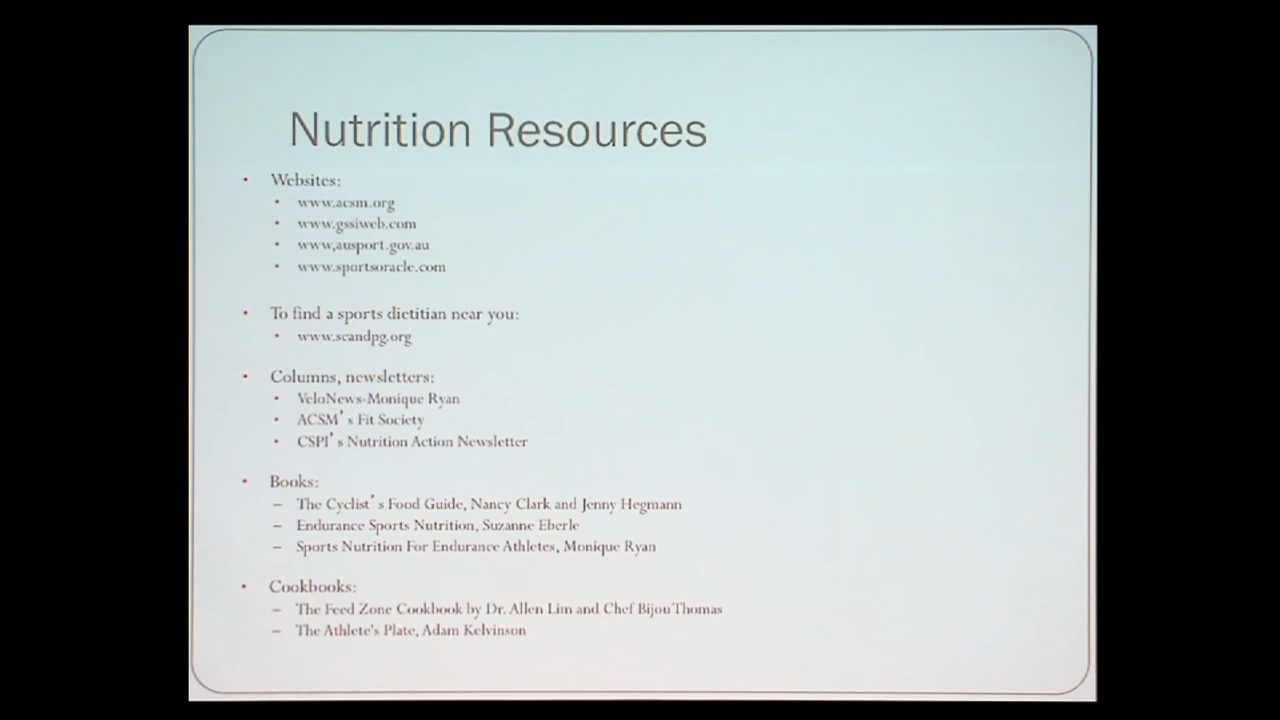 Nutrition Resources
• Websites:
• www.acsm.org
• www.gssiweb.com
• www,ausport.gov.au
• www.sportsoracle.com
• To find a sports dietitian near you:
• www.scandpg.org
• Columns, newsletters:
• VeloNews-Monique Ryan
• ACSM's Fit Society
• CSPI's Nutrition Action Newsletter
• Books:
– The Cyclist's Food Guide, Nancy Clark and Jenny Hegmann
– Endurance Sports Nutrition, Suzanne Eberle
– Sports Nutrition For Endurance Athletes, Monique Ryan
• Cookbooks:
– The Feed Zone Cookbook by Dr. Allen Lim and Chef Bijou Thomas
– The Athlete's Plate, Adam Kelvinson